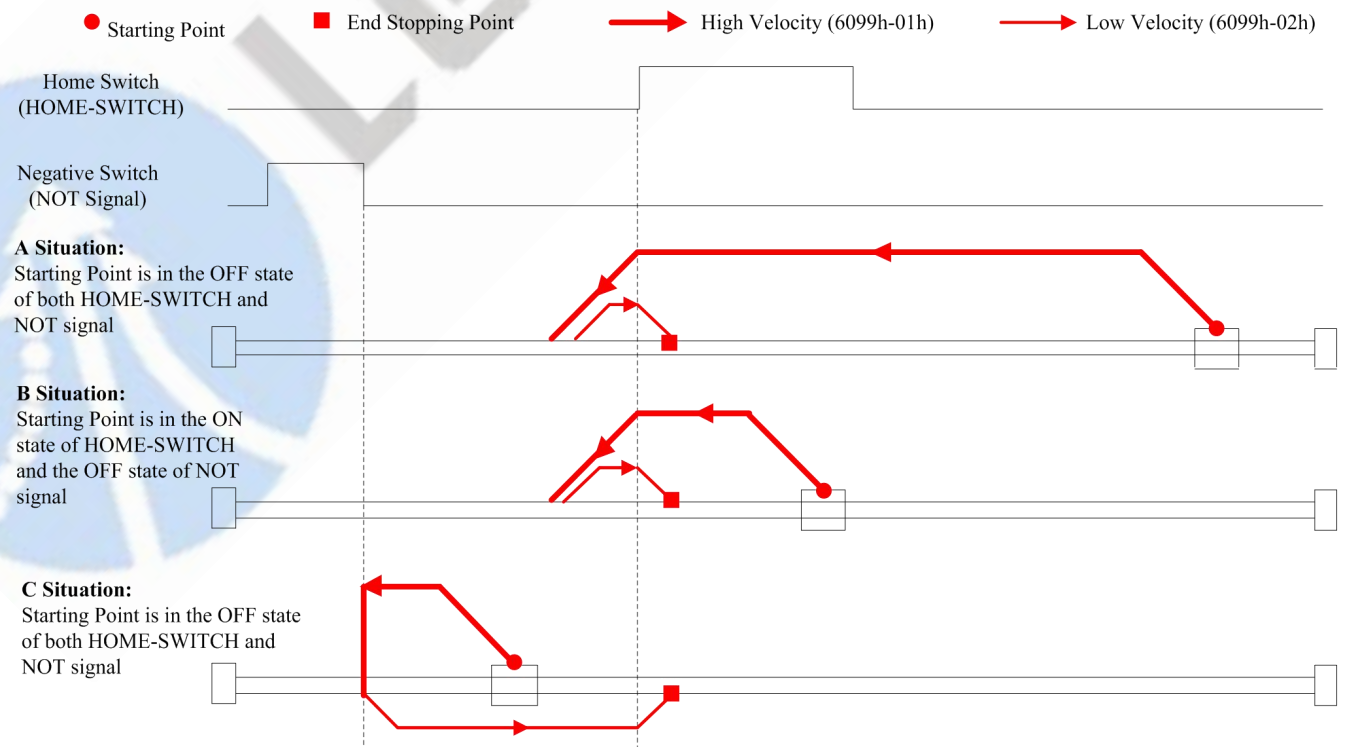 Starting Point
End Stopping Point
High Velocity (6099h-01h)
Low Velocity (6099h-02h)
Home Switch
(HOME-SWITCH)
Negative Switch
(NOT Signal)
A Situation:
Starting Point is in the OFF state
of both HOME-SWITCH and
NOT signal
B Situation:
Starting Point is in the ON
state of HOME-SWITCH
and the OFF state of NOT
signal
C Situation:
Starting Point is in the OFF state
of both HOME-SWITCH and
NOT signal